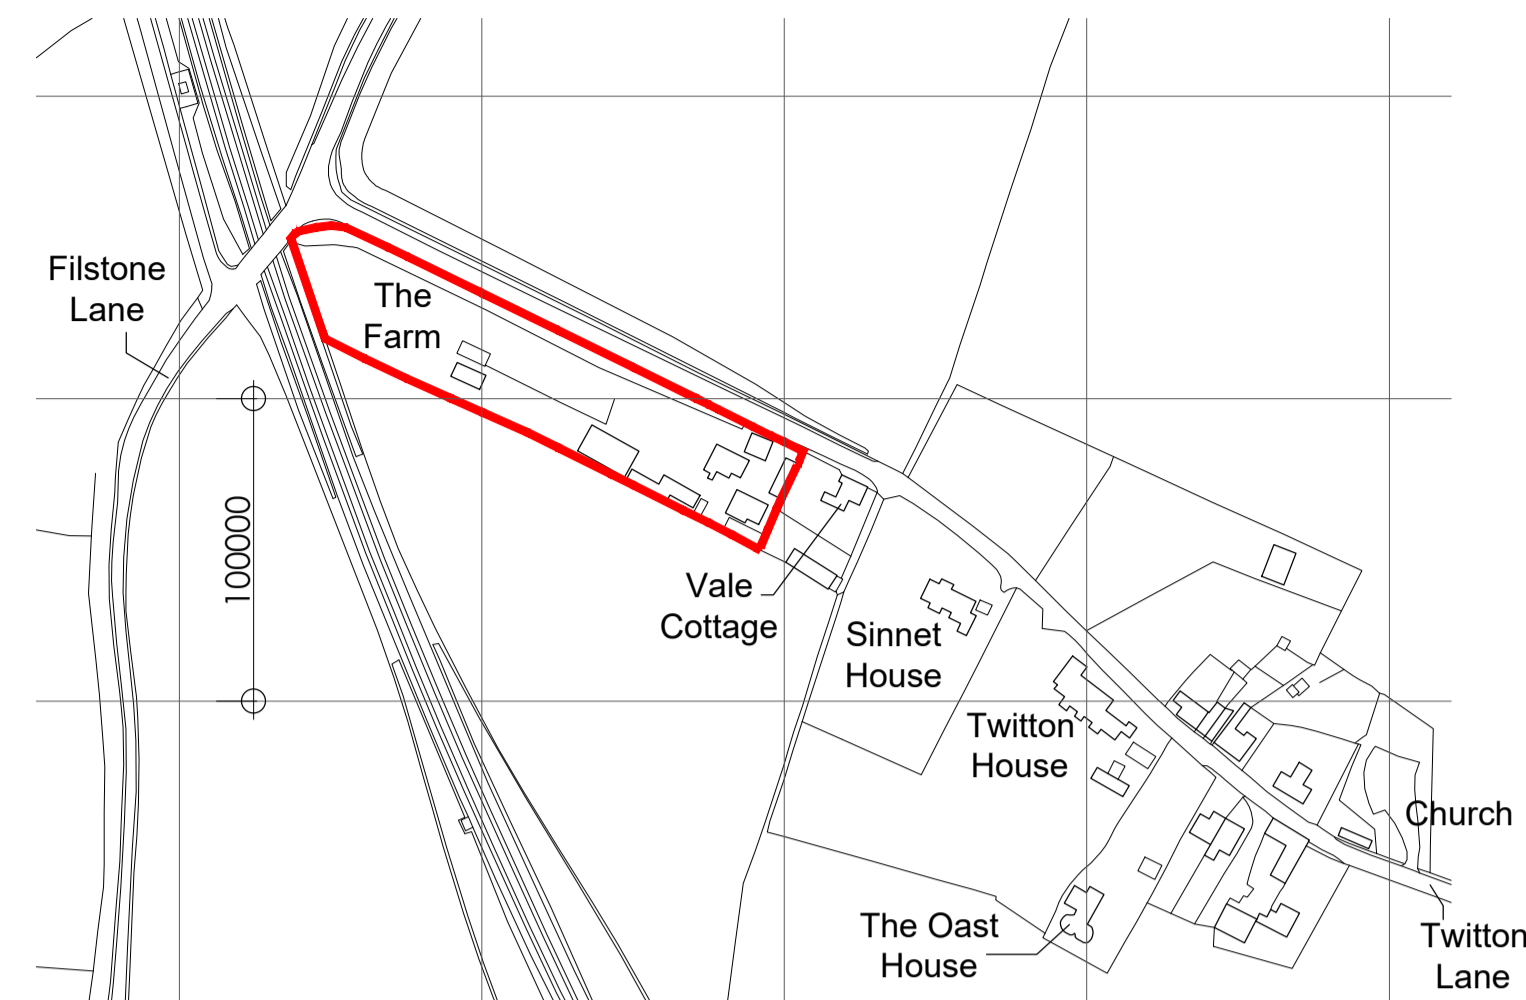 Filstone
Lane
The
Farm
100000
Vale
Cottage
Sinnet
House
Twitton
House
Church
The Oast
House
Twitton
Lane